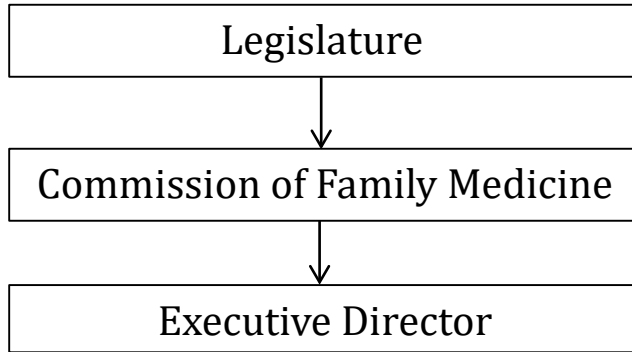 Legislature
Commission of Family Medicine
Executive Director